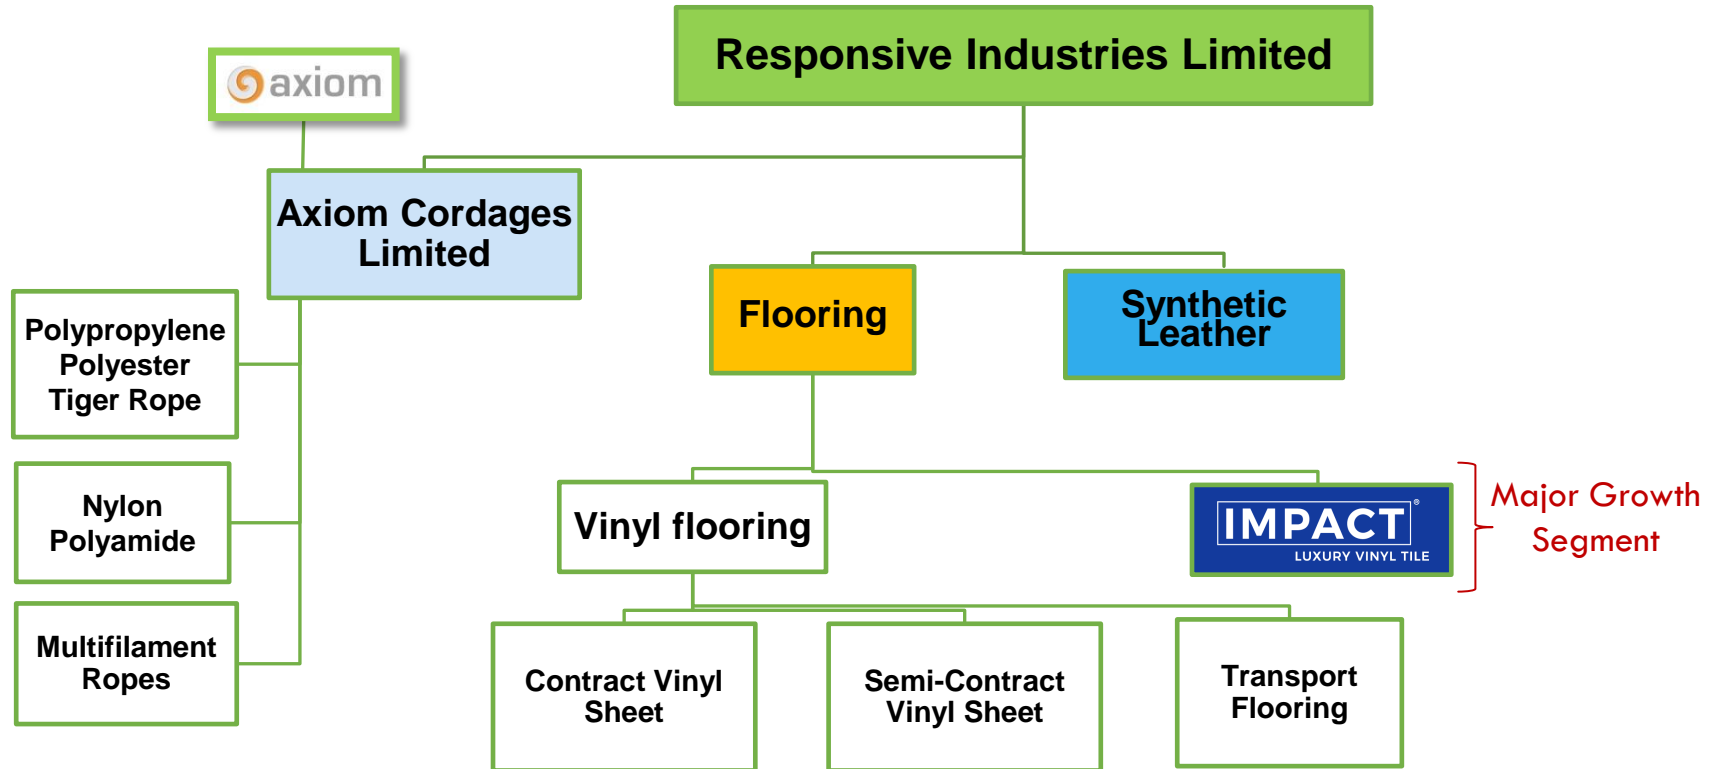 Responsive Industries Limited
axiom
Axiom Cordages
Limited
Flooring
Synthetic
Leather
Polypropylene
Polyester
Tiger Rope
Nylon
Polyamide
Multifilament
Ropes
Vinyl flooring
IMPACT®
LUXURY VINYL TILE
Major Growth
Segment
Contract Vinyl
Sheet
Semi-Contract
Vinyl Sheet
Transport
Flooring